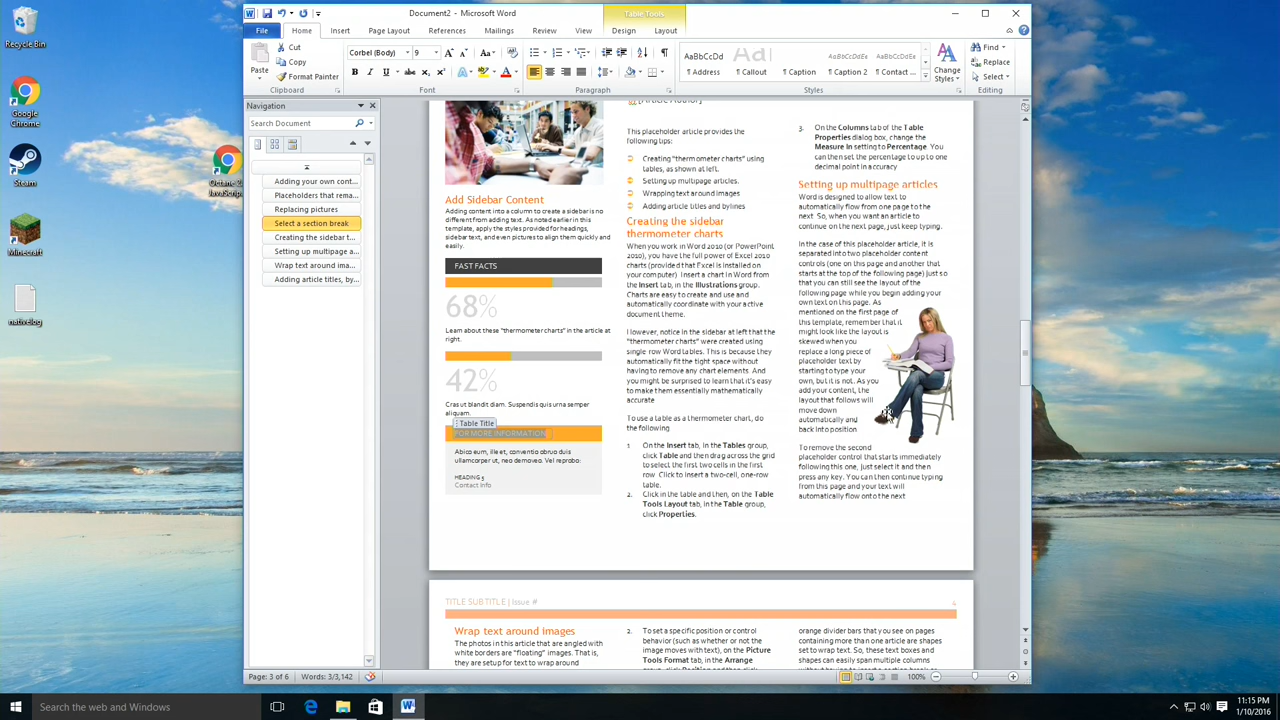 Document2 - Microsoft Word
Table Tools
File
Home
Insert
Page Layout
References
Mailings
Review
View
Design
Layout
Paste
Cut
Copy
Format Painter
Clipboard
Corbel (Body)
9
Font
Paragraph
AaBbCcD
¶ Address
AaD
¶ Callout
AaBbCcDd
¶ Caption
AaBbCcDd
¶ Caption 2
AaBbCcD
¶ Contact ...
Styles
Change
Styles
Find
Replace
Select
Editing
Recycle Bin
Google
Chrome
Steam
Minecraft
nativelog
Octane 2
Navigation
Search Document
Adding your own cont...
Placeholders that rema...
Replacing pictures
Select a section break
Creating the sidebar t...
Setting up multipage a...
Wrap text around ima...
Adding article titles, by...
Add Sidebar Content
Adding content into a column to create a sidebar is no
different from adding text. As noted earlier in this
template, apply the styles provided for headings,
sidebar text, and even pictures to align them quickly and
easily.
FAST FACTS
68%
Learn about these "thermometer charts" in the article at
right.
42%
Cras ut blandit diam. Suspendis quis urna semper
aliquam.
Table Title
FOR MORE INFORMATION
Abico eum, ille et, conventio obruo duis
ullamcorper ut, neo demoveo. Vel reprobo:
HEADING 5
Contact Info
[Article Author]
This placeholder article provides the
following tips:
Creating "thermometer charts" using
tables, as shown at left.
Setting up multipage articles.
Wrapping text around images
Adding article titles and bylines
Creating the sidebar
thermometer charts
When you work in Word 2010 (or PowerPoint
2010), you have the full power of Excel 2010
charts (provided that Excel is installed on
your computer) Insert a chart in Word from
the Insert tab, in the Illustrations group.
Charts are easy to create and use and
automatically coordinate with your active
document theme.
However, notice in the sidebar at left that the
"thermometer charts" were created using
single row Word tables. This is because they
automatically fit the tight space without
having to remove any chart elements. And
you might be surprised to learn that it's easy
to make them essentially mathematically
accurate
To use a table as a thermometer chart, do
the following
1 On the Insert tab, in the Tables group,
click Table and then drag across the grid
to select the first two cells in the first
row. Click to insert a two-cell, one-row
table.
2. Click in the table and then, on the Table
Tools Layout tab, in the Table group,
click Properties.
3. On the Columns tab of the Table
Properties dialog box, change the
Measure In setting to Percentage. You
can then set the percentage to up to one
decimal point in accuracy
Setting up multipage articles
Word is designed to allow text to
automatically flow from one page to the
next. So, when you want an article to
continue on the next page, just keep typing.
In the case of this placeholder article, it is
separated into two placeholder content
controls (one on this page and another that
starts at the top of the following page) just so
that you can still see the layout of the
following page while you begin adding your
own text on this page. As
mentioned on the first page of
this template, remember that it
might look like the layout is
skewed when you
replace a long piece of
placeholder text by
starting to type your
own, but it is not. As you
add your content, the
layout that follows will
move down
automatically and
back into position
To remove the second
placeholder control that starts immediately
following this one, just select it and then
press any key. You can then continue typing
from this page and your text will
automatically flow onto the next
TITLE SUBTITLE | Issue #
4
Wrap text around images
The photos in this article that are angled with
white borders are "floating" images. That is,
they are setup for text to wrap around
2. To set a specific position or control
behavior (such as whether or not the
image moves with text), on the Picture
Tools Format tab, in the Arrange
group, click Position and then click
orange divider bars that you see on pages
containing more than one article are shapes
set to wrap text. So, these text boxes and
shapes can easily span multiple columns
Page: 3 of 6
Words: 3/3,142
100%
Search the web and Windows
11:15 PM
1/10/2016